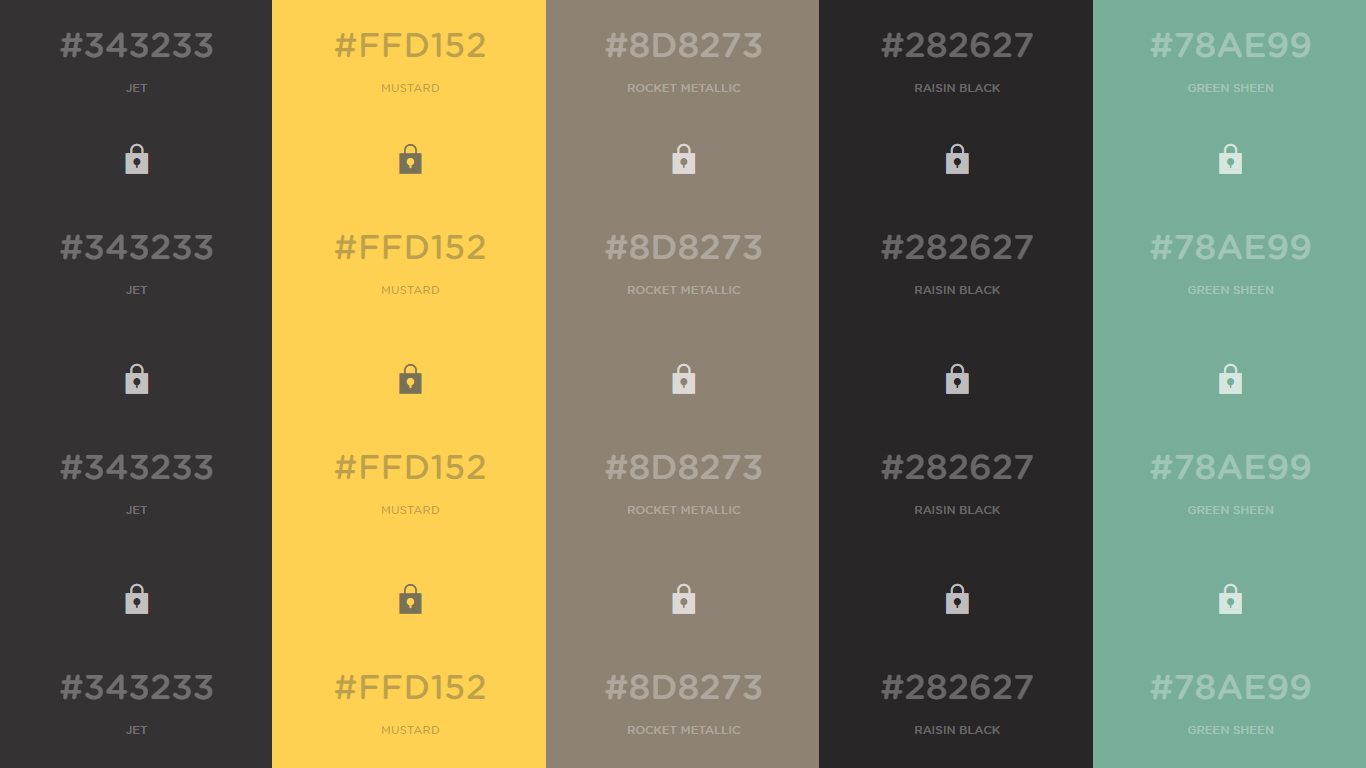 #343233 #FFD152 #8D8273 #282627 #78AE99
JET MUSTARD ROCKET METALLIC RAISIN BLACK GREEN SHEEN
#343233 #FFD152 #8D8273 #282627 #78AE99
JET MUSTARD ROCKET METALLIC RAISIN BLACK GREEN SHEEN
#343233 #FFD152 #8D8273 #282627 #78AE99
JET MUSTARD ROCKET METALLIC RAISIN BLACK GREEN SHEEN
#343233 #FFD152 #8D8273 #282627 #78AE99
JET MUSTARD ROCKET METALLIC RAISIN BLACK GREEN SHEEN